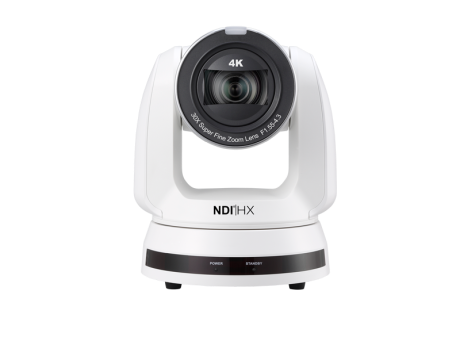 4K
30X Super Fine Zoom Lens F1.55-4.3
NDI HX
POWER STANDBY